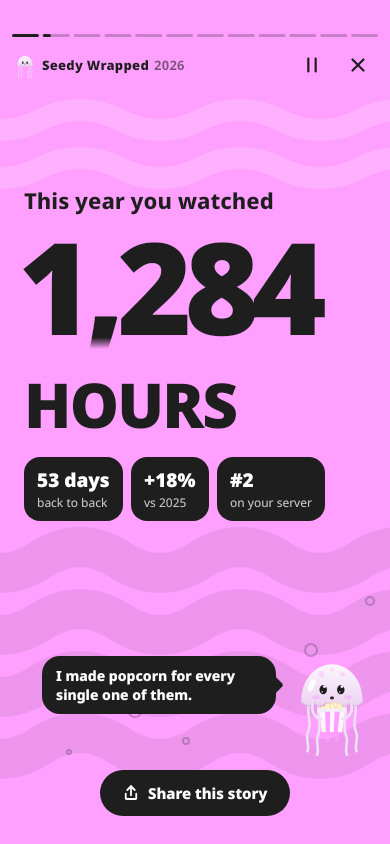 Seedy Wrapped 2026
This year you watched
1,284
HOURS
53 days
back to back
+18%
vs 2025
#2
on your server
I made popcorn for every
single one of them.
Share this story